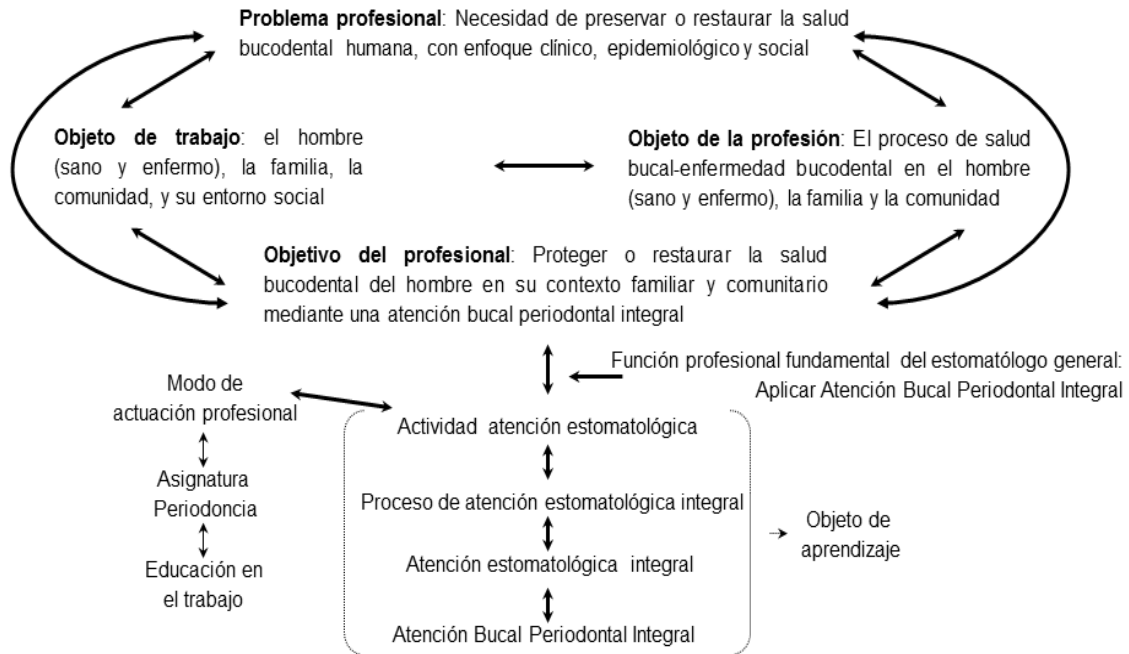 Problema profesional: Necesidad de preservar o restaurar la salud
bucodental humana, con enfoque clínico, epidemiológico y social
Objeto de trabajo: el hombre
(sano y enfermo), la familia, la
comunidad, y su entorno social
Objeto de la profesión: El proceso de salud
bucal-enfermedad bucodental en el hombre
(sano y enfermo), la familia y la comunidad
Objetivo del profesional: Proteger o restaurar la salud
bucodental del hombre en su contexto familiar y comunitario
mediante una atención bucal periodontal integral
Función profesional fundamental del estomatólogo general:
Aplicar Atención Bucal Periodontal Integral
Modo de
actuación profesional
Asignatura
Periodoncia
Educación en
el trabajo
Actividad atención estomatológica
Proceso de atención estomatológica integral
Atención estomatológica integral
Atención Bucal Periodontal Integral
Objeto de
aprendizaje